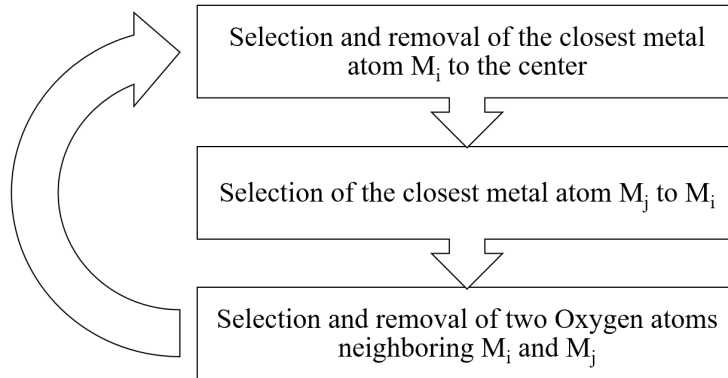 Selection and removal of the closest metal
atom Mi to the center
Selection of the closest metal atom Mj to Mi
Selection and removal of two Oxygen atoms
neighboring Mi and Mj